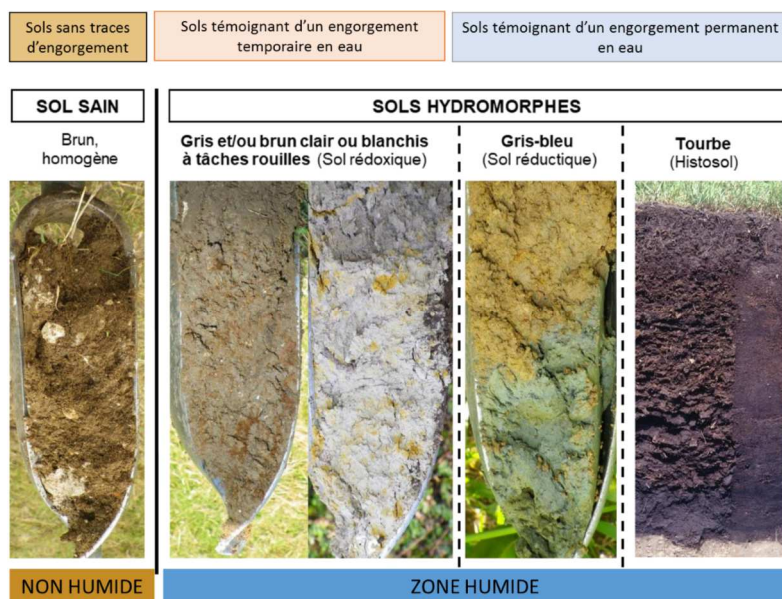 Sols sans traces
d'engorgement
Sols témoignant d'un engorgement
temporaire en eau
Sols témoignant d'un engorgement permanent
en eau
SOL SAIN
SOLS HYDROMORPHES
Brun,
homogène
Gris et/ou brun clair ou blanchis
à tâches rouilles (Sol rédoxique)
Gris-bleu
(Sol réductique)
Tourbe
(Histosol)
NON HUMIDE
ZONE HUMIDE